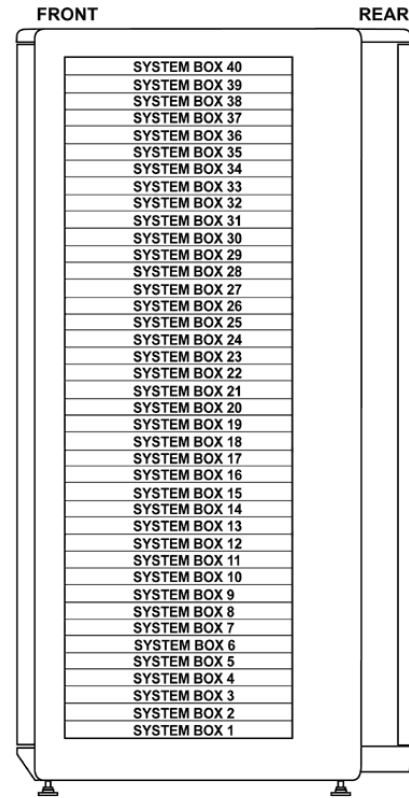 FRONT REAR
SYSTEM BOX 40
SYSTEM BOX 39
SYSTEM BOX 38
SYSTEM BOX 37
SYSTEM BOX 36
SYSTEM BOX 35
SYSTEM BOX 34
SYSTEM BOX 33
SYSTEM BOX 32
SYSTEM BOX 31
SYSTEM BOX 30
SYSTEM BOX 29
SYSTEM BOX 28
SYSTEM BOX 27
SYSTEM BOX 26
SYSTEM BOX 25
SYSTEM BOX 24
SYSTEM BOX 23
SYSTEM BOX 22
SYSTEM BOX 21
SYSTEM BOX 20
SYSTEM BOX 19
SYSTEM BOX 18
SYSTEM BOX 17
SYSTEM BOX 16
SYSTEM BOX 15
SYSTEM BOX 14
SYSTEM BOX 13
SYSTEM BOX 12
SYSTEM BOX 11
SYSTEM BOX 10
SYSTEM BOX 9
SYSTEM BOX 8
SYSTEM BOX 7
SYSTEM BOX 6
SYSTEM BOX 5
SYSTEM BOX 4
SYSTEM BOX 3
SYSTEM BOX 2
SYSTEM BOX 1